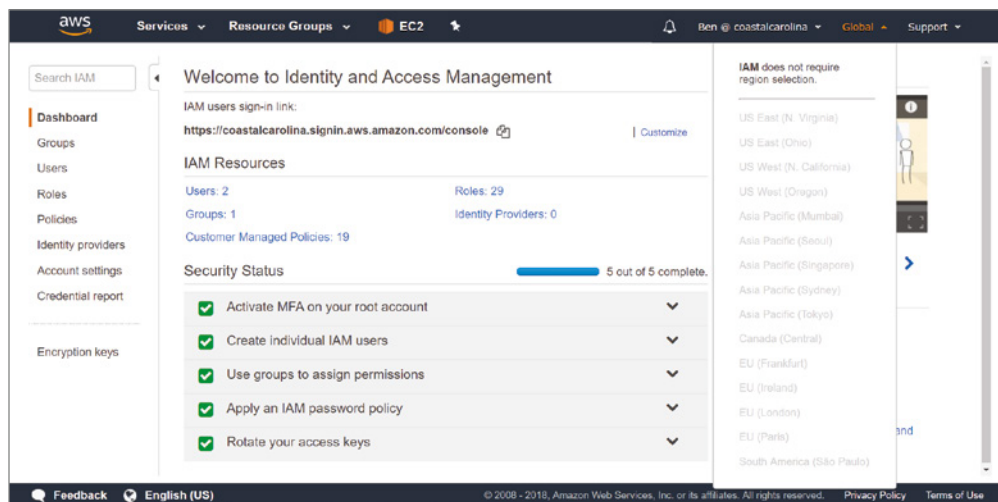 aws
Services
Resource Groups
EC2
Ben @ coastalcarolina
Global
Support
Search IAM
Dashboard
Groups
Users
Roles
Policies
Identity providers
Account settings
Credential report
Encryption keys
Welcome to Identity and Access Management
IAM users sign-in link:
https://coastalcarolina.signin.aws.amazon.com/console
| Customize
IAM Resources
Users: 2
Roles: 29
Groups: 1
Identity Providers: 0
Customer Managed Policies: 19
Security Status
5 out of 5 complete.
Activate MFA on your root account
Create individual IAM users
Use groups to assign permissions
Apply an IAM password policy
Rotate your access keys
IAM does not require
region selection.
US East (N. Virginia)
US East (Ohio)
US West (N. California)
US West (Oregon)
Asia Pacific (Mumbai)
Asia Pacific (Seoul)
Asia Pacific (Singapore)
Asia Pacific (Sydney)
Asia Pacific (Tokyo)
Canada (Central)
EU (Frankfurt)
EU (Ireland)
EU (London)
EU (Paris)
South America (São Paulo)
and
Feedback
English (US)
© 2008 - 2018, Amazon Web Services, Inc. or its affiliates. All rights reserved.
Privacy Policy
Terms of Use